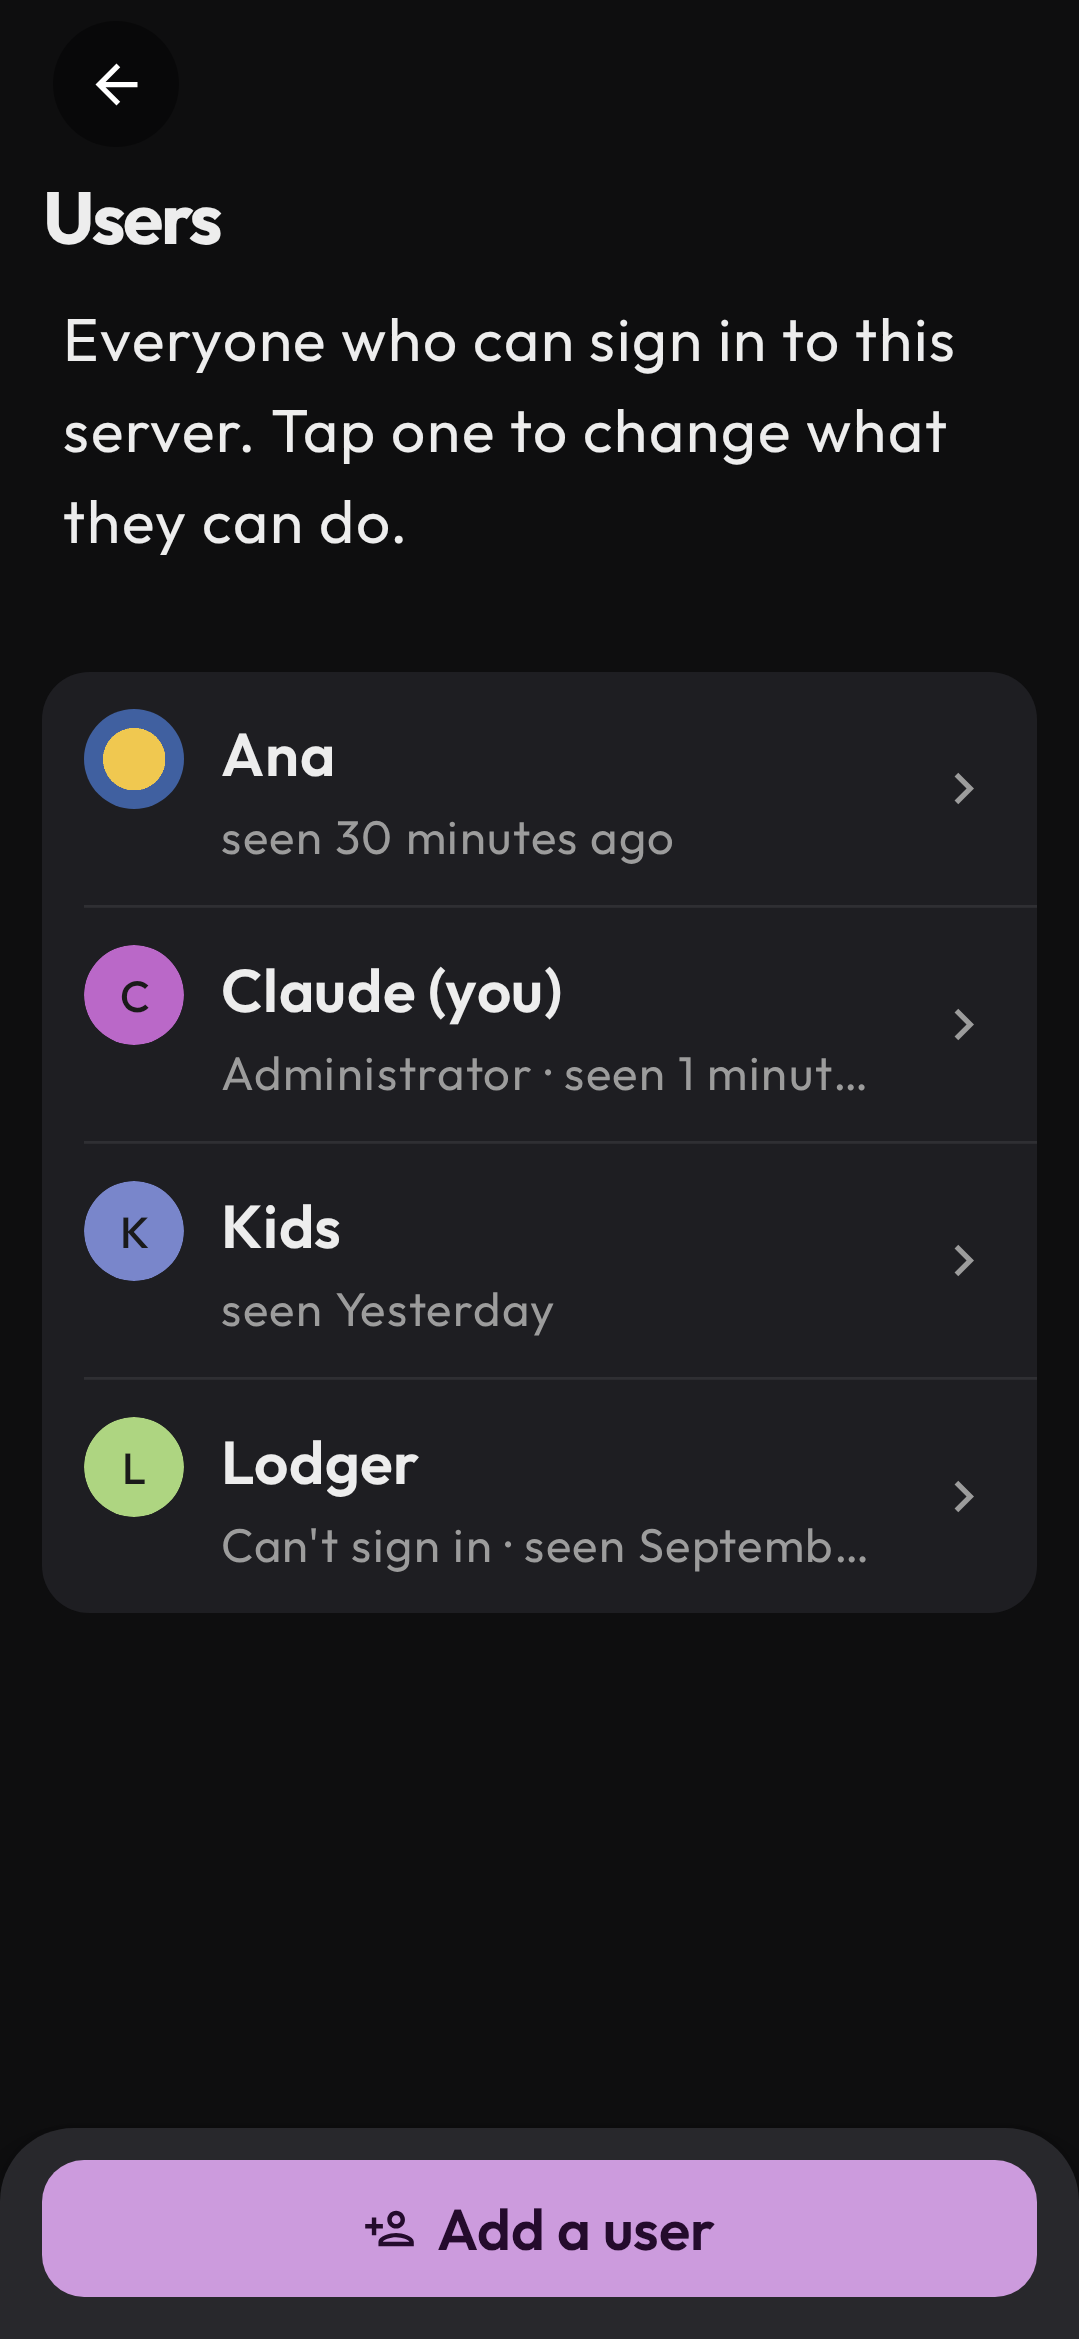 Users
Everyone who can sign in to this
server. Tap one to change what
they can do.
Ana
seen 30 minutes ago
C
Claude (you)
Administrator · seen 1 minut…
K
Kids
seen Yesterday
L
Lodger
Can't sign in · seen Septemb…
Add a user